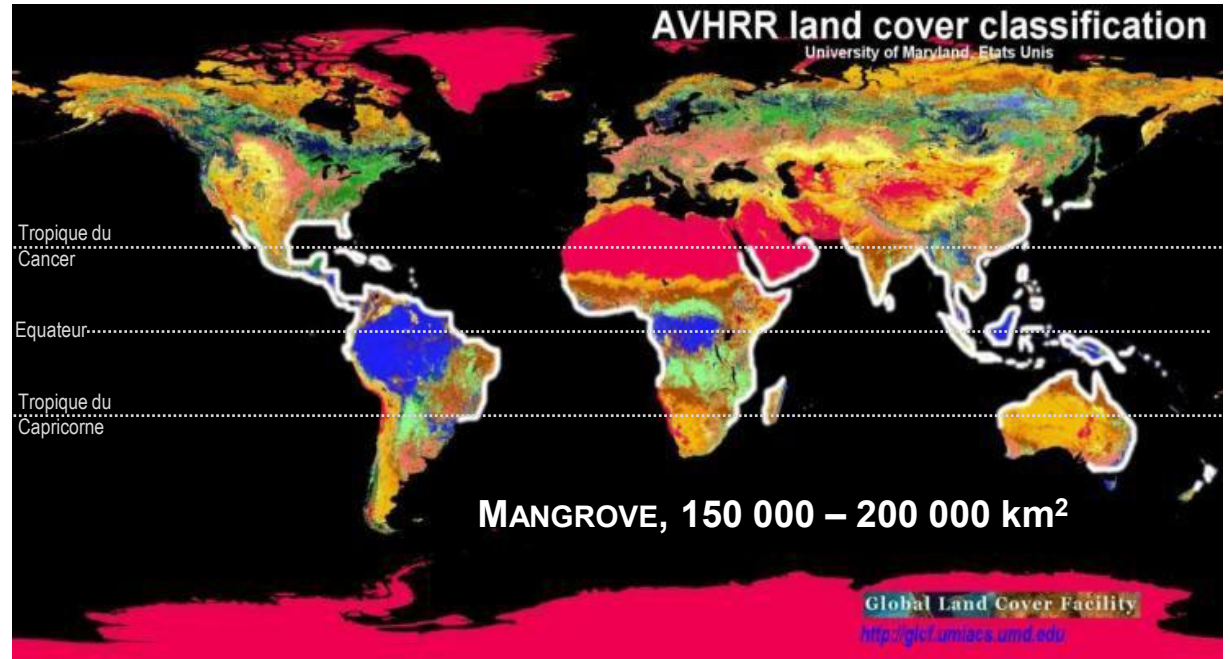 AVHRR land cover classification
University of Maryland, Etats Unis
Tropique du
Cancer
Equateur
Tropique du
Capricorne
MANGROVE, 150 000 – 200 000 km²
Global Land Cover Facility
http://glcf.umiacs.umd.edu